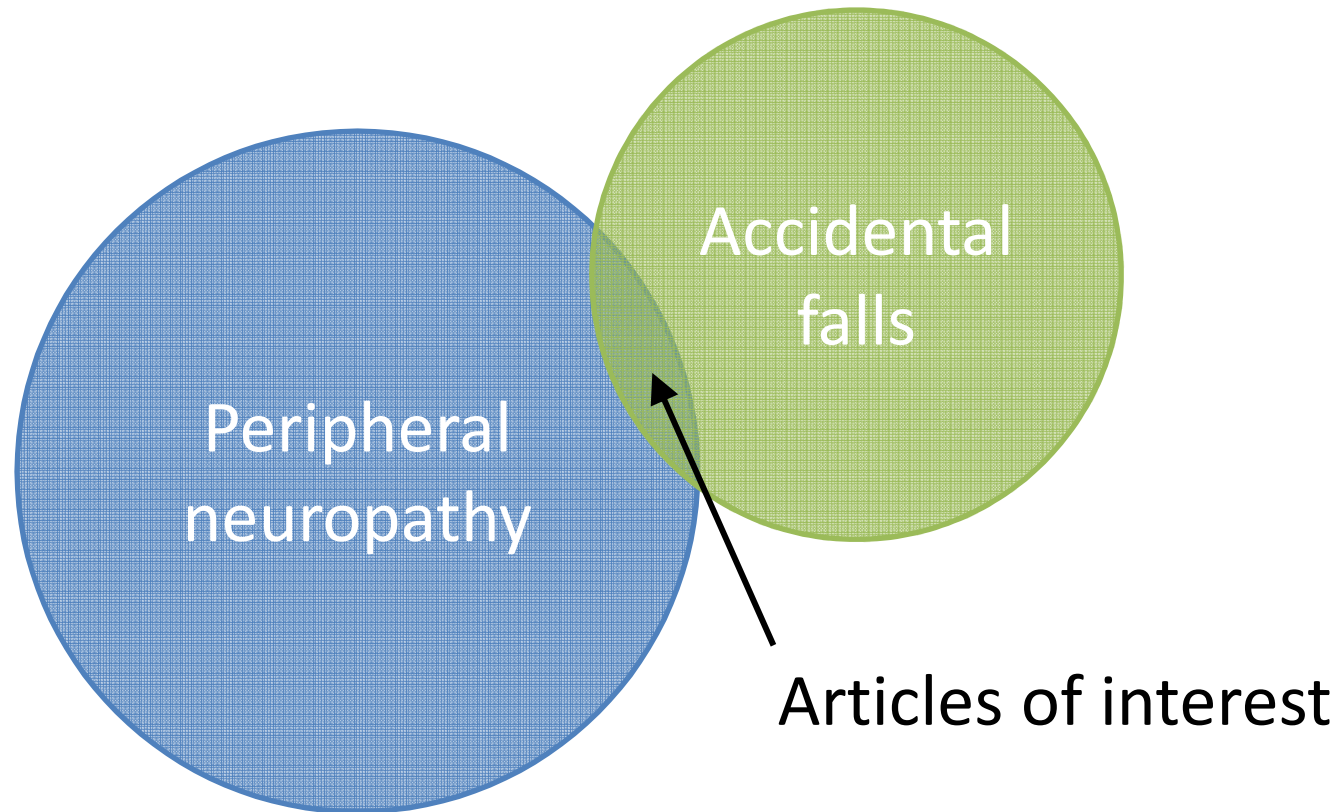 Accidental
falls
Peripheral
neuropathy
Articles of interest